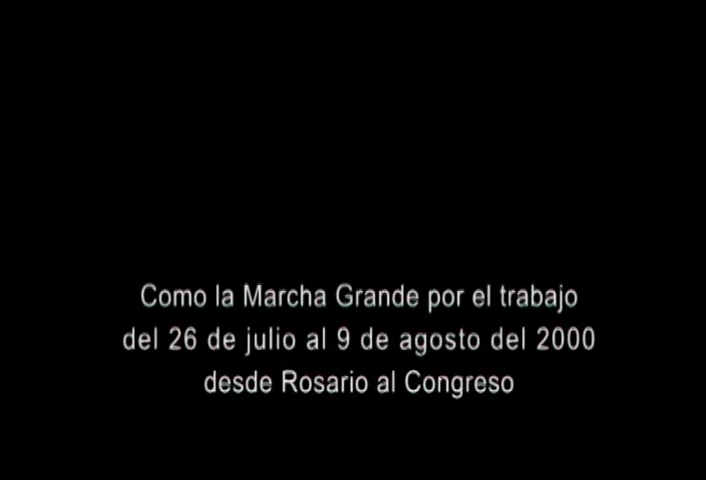 Como la Marcha Grande por el trabajo
del 26 de julio al 9 de agosto del 2000
desde Rosario al Congreso